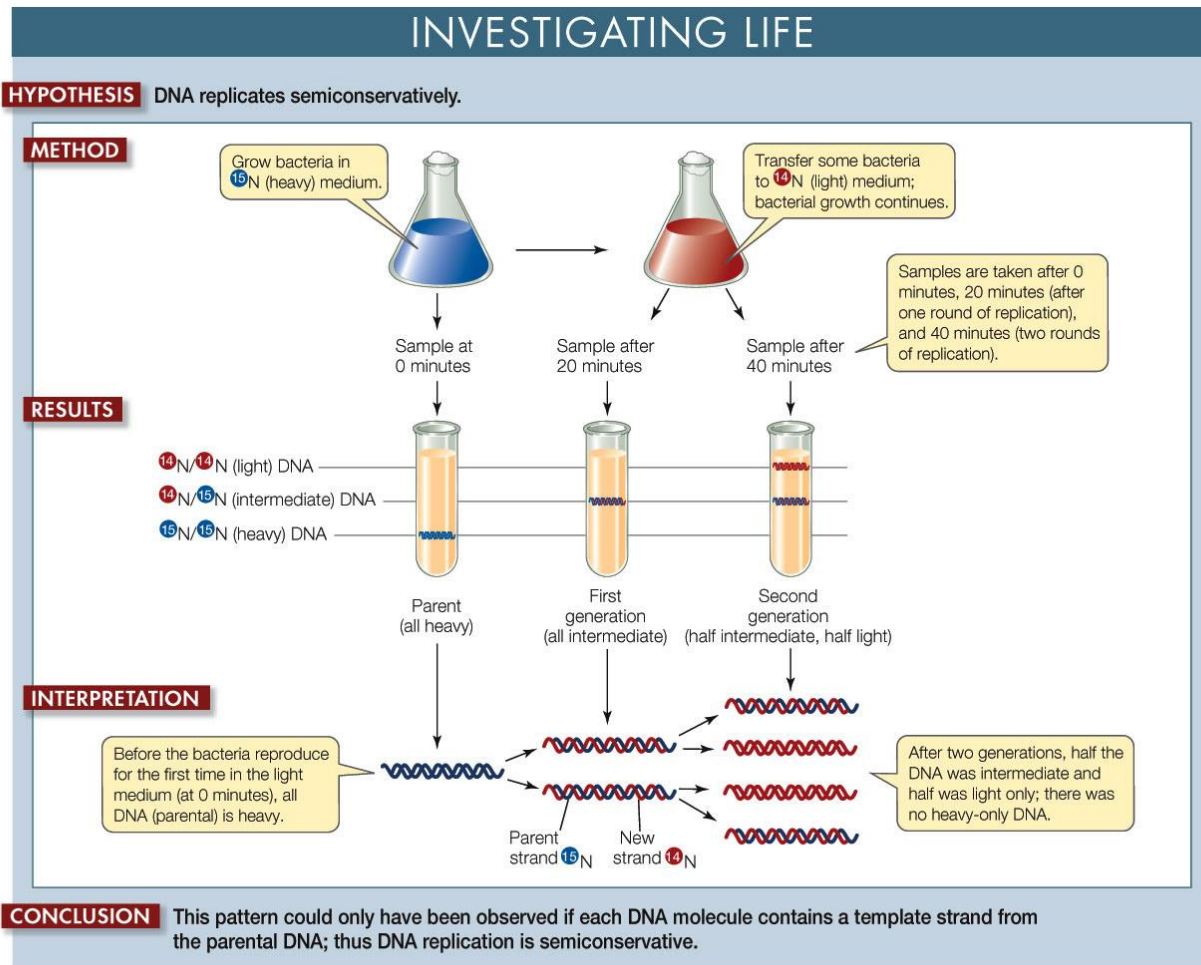 INVESTIGATING LIFE
HYPOTHESIS DNA replicates semiconservatively.
METHOD
Grow bacteria in
15N (heavy) medium.
Transfer some bacteria
to 14N (light) medium;
bacterial growth continues.
Samples are taken after 0
minutes, 20 minutes (after
one round of replication),
and 40 minutes (two rounds
of replication).
Sample at
0 minutes
Sample after
20 minutes
Sample after
40 minutes
RESULTS
14N/14N (light) DNA
14N/15N (intermediate) DNA
15N/15N (heavy) DNA
Parent
(all heavy)
First
generation
(all intermediate)
Second
generation
(half intermediate, half light)
INTERPRETATION
Before the bacteria reproduce
for the first time in the light
medium (at 0 minutes), all
DNA (parental) is heavy.
Parent
strand 15N
New
strand 14N
After two generations, half the
DNA was intermediate and
half was light only; there was
no heavy-only DNA.
CONCLUSION This pattern could only have been observed if each DNA molecule contains a template strand from
the parental DNA; thus DNA replication is semiconservative.